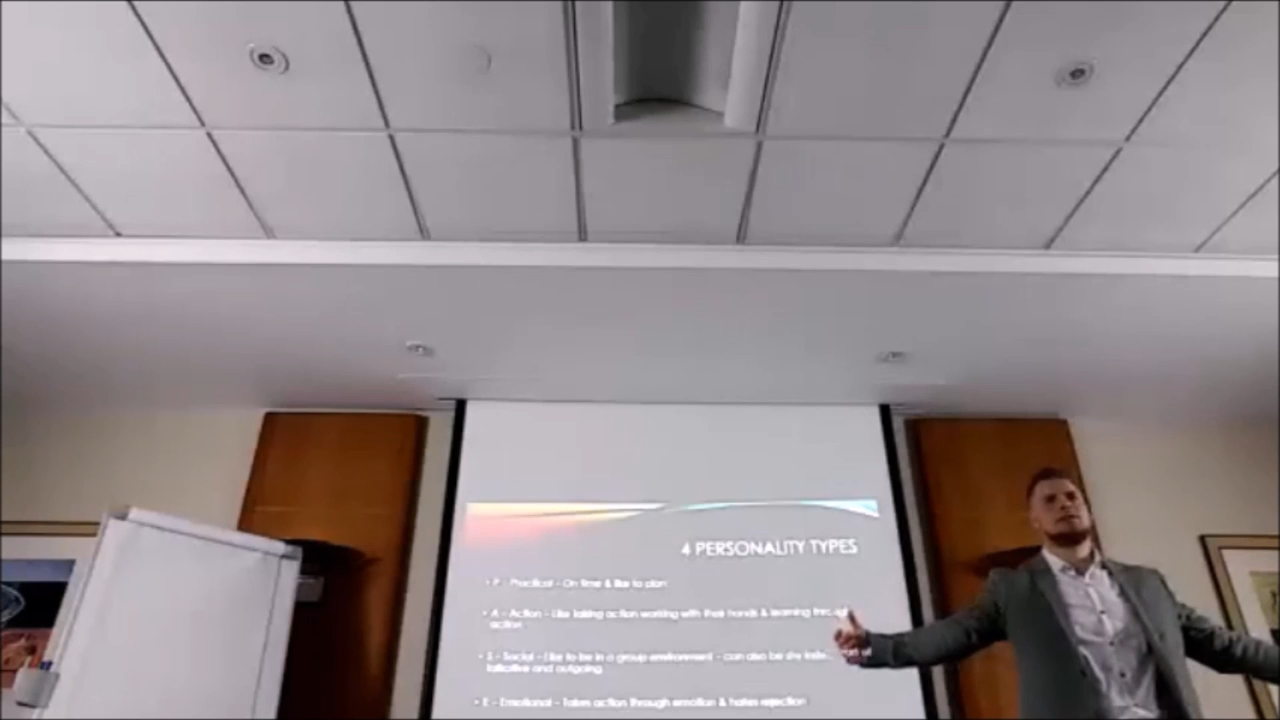 4 PERSONALITY TYPES
• P - Practical - On time & like to plan
• A - Action - Like taking action working with their hands & learning through
action
• S - Social - Like to be in a group environment - can also be shy
talkative and outgoing
• E - Emotional - Takes action through emotion & hates rejection